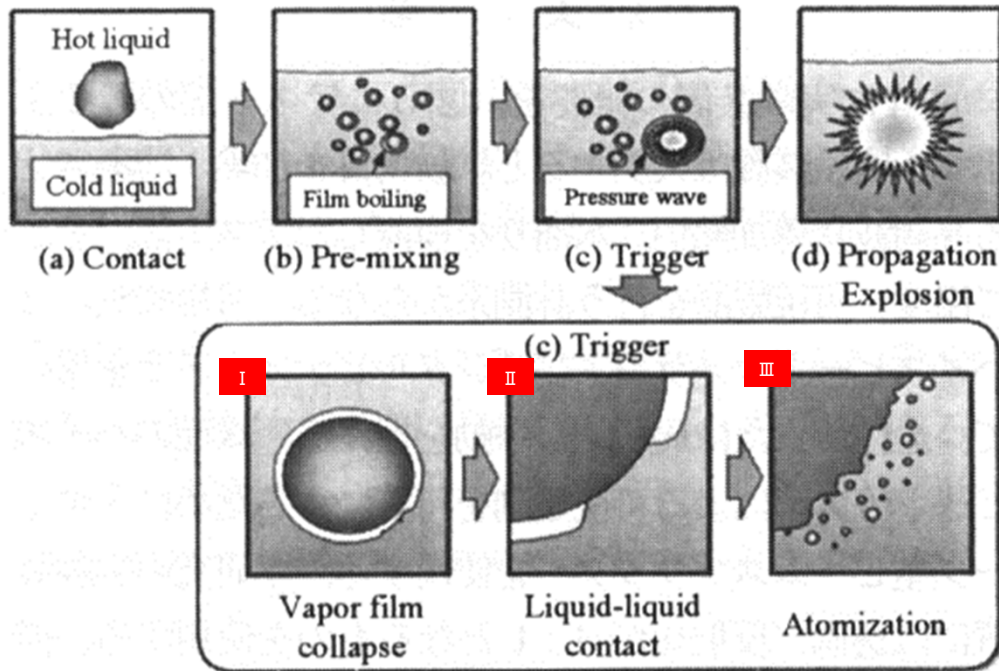 Hot liquid
Cold liquid
Film boiling
Pressure wave
(a) Contact
(b) Pre-mixing
(c) Trigger
(d) Propagation
Explosion
(c) Trigger
Ⅰ
Ⅱ
Ⅲ
Vapor film
collapse
Liquid-liquid
contact
Atomization